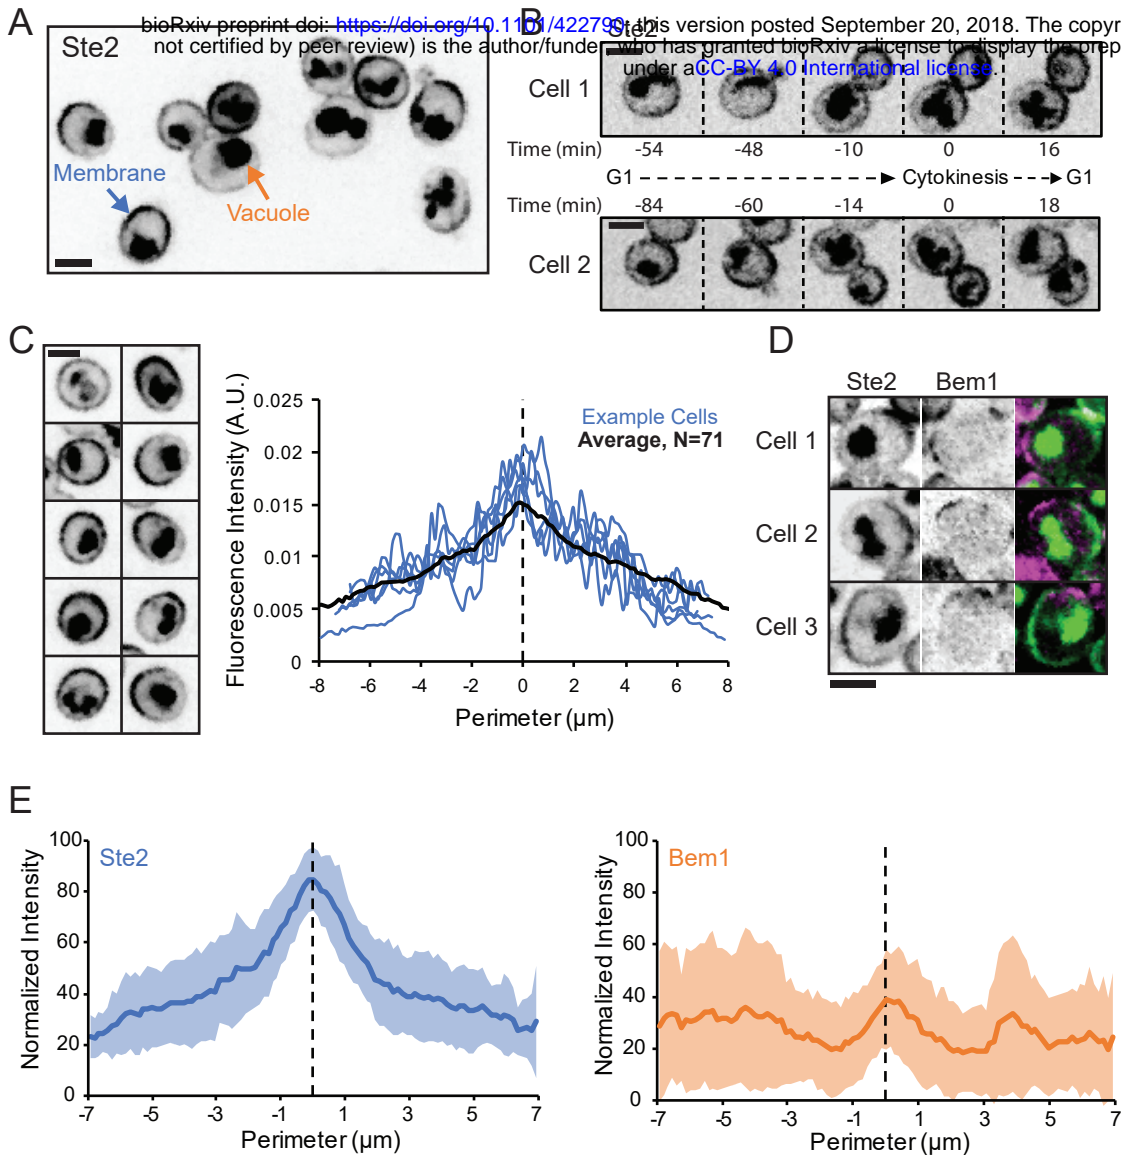 A
bioRxiv preprint doi: https://doi.org/10.1101/422790; this version posted September 20, 2018. The copyr
not certified by peer review) is the author/funder, who has granted bioRxiv a license to display the prep
under aCC-BY 4.0 International license.
Ste2
Membrane
Vacuole
B
Ste2
Cell 1
Time (min) -54 -48 -10 0 16
G1 Cytokinesis G1
Time (min) -84 -60 -14 0 18
Cell 2
C
Fluorescence Intensity (A.U.)
0.025
0.02
0.015
0.01
0.005
0
Example Cells
Average, N=71
-8 -6 -4 -2 0 2 4 6 8
Perimeter (µm)
D
Ste2 Bem1
Cell 1
Cell 2
Cell 3
E
Ste2
Normalized Intensity
100
80
60
40
20
0
-7 -5 -3 -1 1 3 5 7
Perimeter (µm)
Bem1
Normalized Intensity
100
80
60
40
20
0
-7 -5 -3 -1 1 3 5 7
Perimeter (µm)